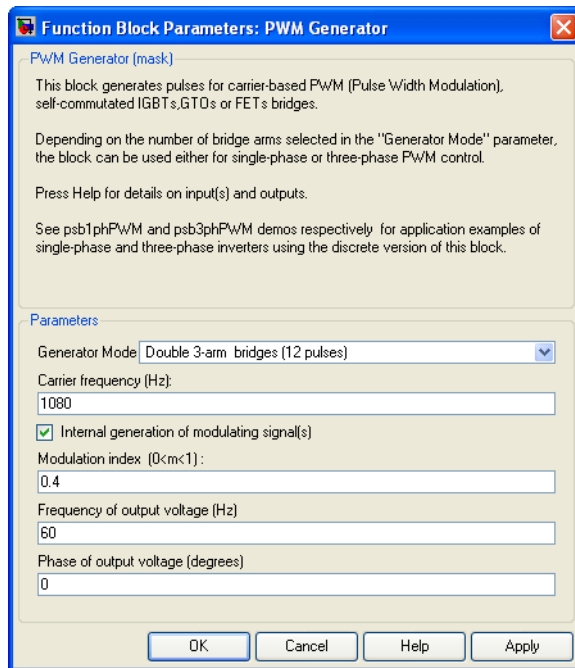 Function Block Parameters: PWM Generator
PWM Generator (mask)
This block generates pulses for carrier-based PWM (Pulse Width Modulation),
self-commutated IGBTs,GTOs or FETs bridges.
Depending on the number of bridge arms selected in the "Generator Mode" parameter,
the block can be used either for single-phase or three-phase PWM control.
Press Help for details on input(s) and outputs.
See psb1phPWM and psb3phPWM demos respectively for application examples of
single-phase and three-phase inverters using the discrete version of this block.
Parameters
Generator Mode Double 3-arm bridges (12 pulses)
Carrier frequency (Hz):
1080
Internal generation of modulating signal(s)
Modulation index (0<m<1) :
0.4
Frequency of output voltage (Hz)
60
Phase of output voltage (degrees)
0
OK Cancel Help Apply